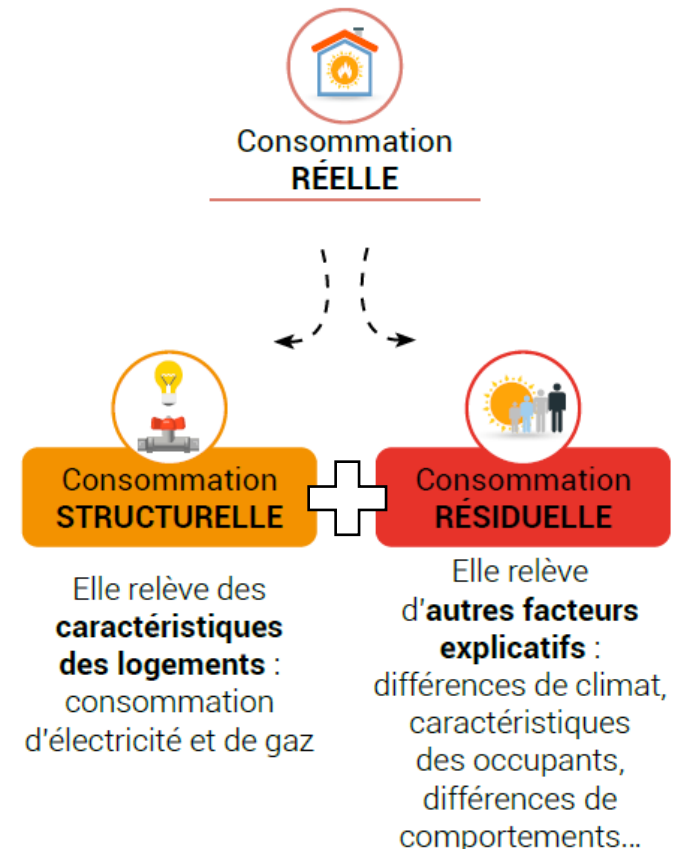 Consommation
RÉELLE
Consommation
STRUCTURELLE
Elle relève des
caractéristiques
des logements :
consommation
d'électricité et de gaz
Consommation
RÉSIDUELLE
Elle relève
d'autres facteurs
explicatifs :
différences de climat,
caractéristiques
des occupants,
différences de
comportements...